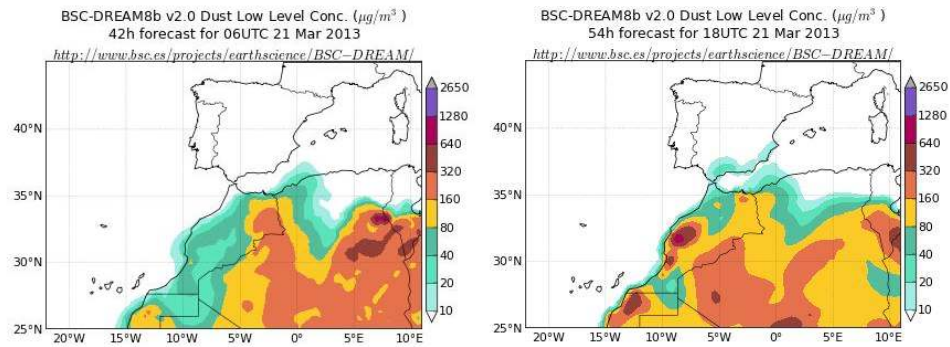 BSC-DREAM8b v2.0 Dust Low Level Conc. (μg/m³ )
42h forecast for 06UTC 21 Mar 2013
http://www.bsc.es/projects/earthscience/BSC−DREAM/
40°N
35°N
30°N
25°N
20°W 15°W 10°W 5°W 0°E 5°E 10°E
2650
1280
640
320
160
80
40
20
10
BSC-DREAM8b v2.0 Dust Low Level Conc. (μg/m³ )
54h forecast for 18UTC 21 Mar 2013
http://www.bsc.es/projects/earthscience/BSC−DREAM/
40°N
35°N
30°N
25°N
20°W 15°W 10°W 5°W 0°E 5°E 10°E
2650
1280
640
320
160
80
40
20
10